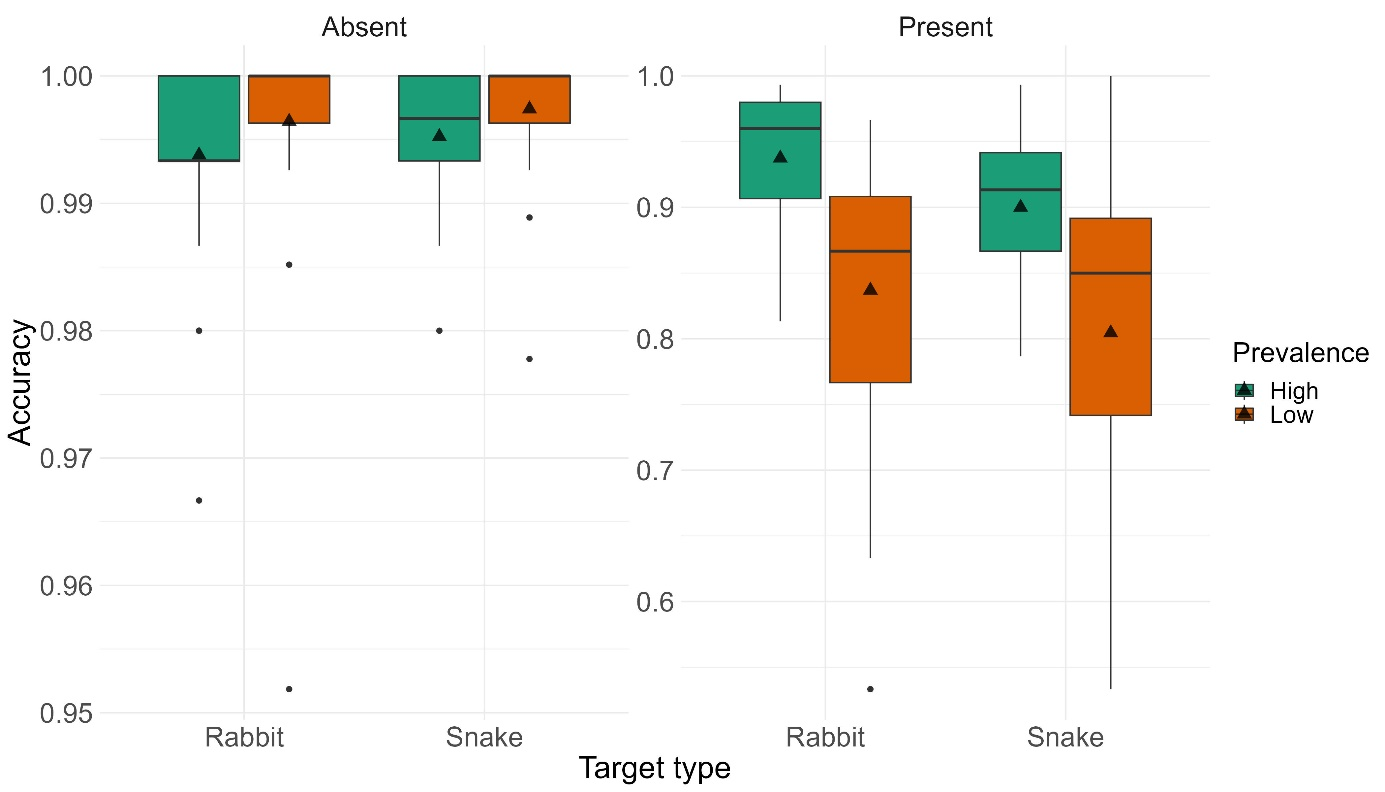 Absent
Present
1.00
0.99
0.98
0.97
0.96
0.95
1.0
0.9
0.8
0.7
0.6
Accuracy
Rabbit
Snake
Rabbit
Snake
Target type
Prevalence
High
Low